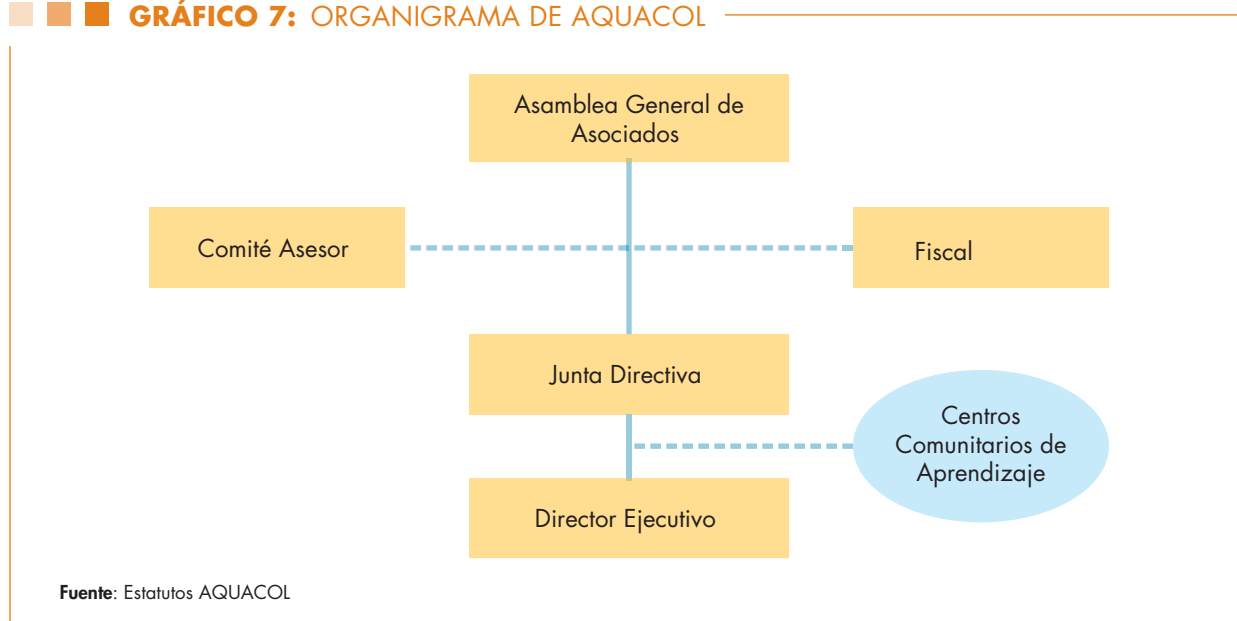 GRÁFICO 7: ORGANIGRAMA DE AQUACOL
Asamblea General de
Asociados
Comité Asesor
Fiscal
Junta Directiva
Centros
Comunitarios de
Aprendizaje
Director Ejecutivo
Fuente: Estatutos AQUACOL